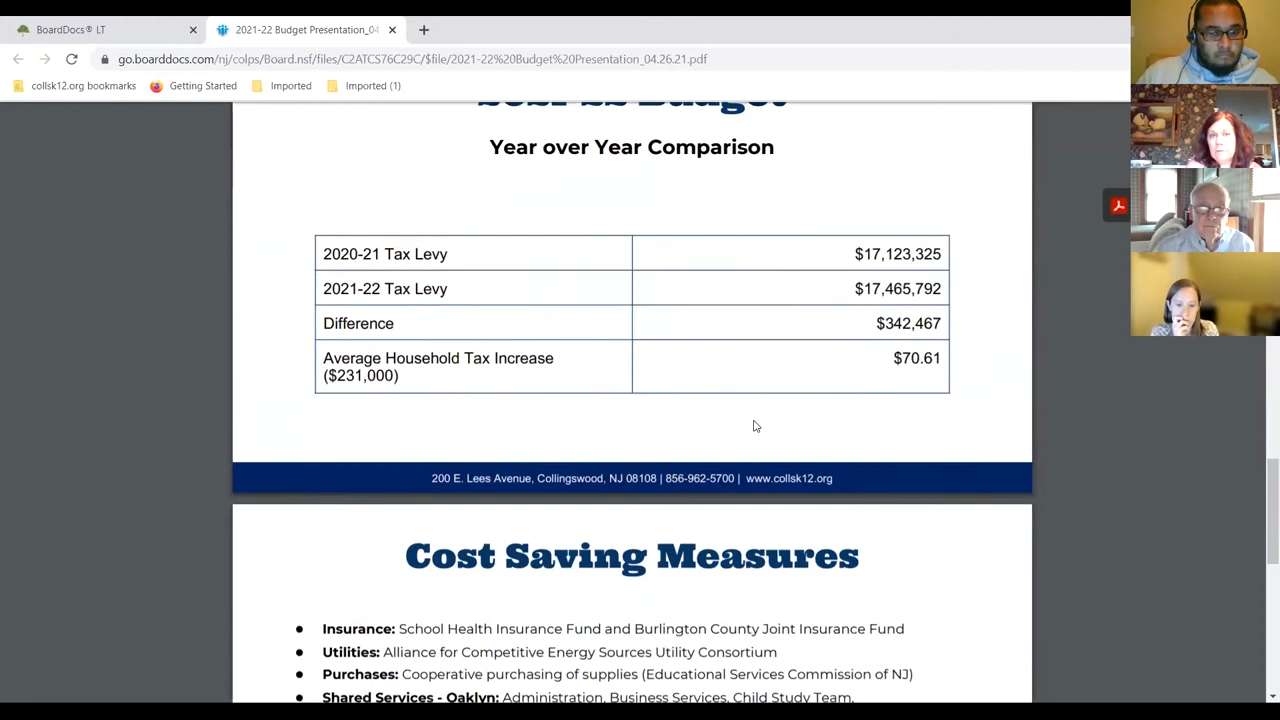 BoardDocs® LT
2021-22 Budget Presentation_04
go.boarddocs.com/nj/colps/Board.nsf/files/C2ATCS76C29C/$file/2021-22%20Budget%20Presentation_04.26.21.pdf
collsk12.org bookmarks
Getting Started
Imported
Imported (1)
Budget
Year over Year Comparison
2020-21 Tax Levy $17,123,325
2021-22 Tax Levy $17,465,792
Difference $342,467
Average Household Tax Increase $70.61
($231,000)
200 E. Lees Avenue, Collingswood, NJ 08108 | 856-962-5700 | www.collsk12.org
Cost Saving Measures
● Insurance: School Health Insurance Fund and Burlington County Joint Insurance Fund
● Utilities: Alliance for Competitive Energy Sources Utility Consortium
● Purchases: Cooperative purchasing of supplies (Educational Services Commission of NJ)
● Shared Services - Oaklyn: Administration, Business Services, Child Study Team,